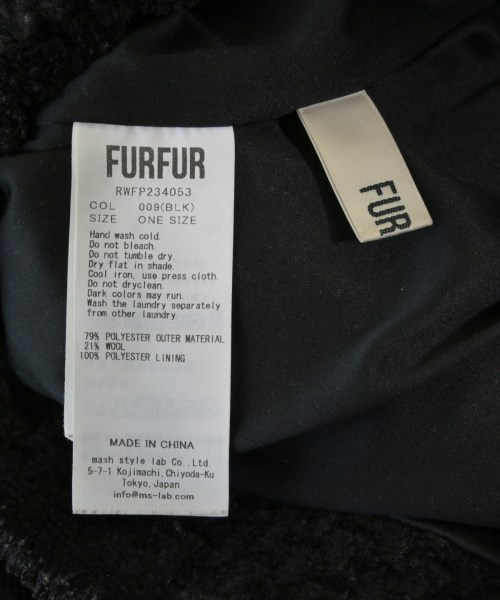 FURFUR
RWFP234053
COL 009(BLK)
SIZE ONE SIZE
Hand wash cold.
Do not bleach.
Do not tumble dry.
Dry flat in shade.
Cool iron, use press cloth.
Do not dryclean.
Dark colors may run.
Wash the laundry separately
from other laundry.
79% POLYESTER OUTER MATERIAL
21% WOOL
100% POLYESTER LINING
MADE IN CHINA
mash style lab Co.,Ltd.
5-7-1 Kojimachi,Chiyoda-Ku
Tokyo,Japan
info@ms-lab.com
FUR